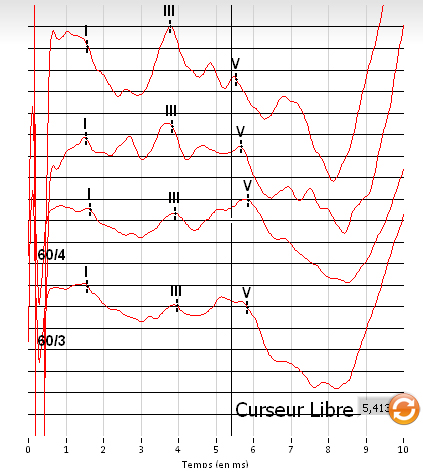 III
I
V
III
I
V
I
III
V
60/4
I
III
V
60/3
Curseur Libre 5,413
0 1 2 3 4 5 6 7 8 9 10
Temps (en ms)